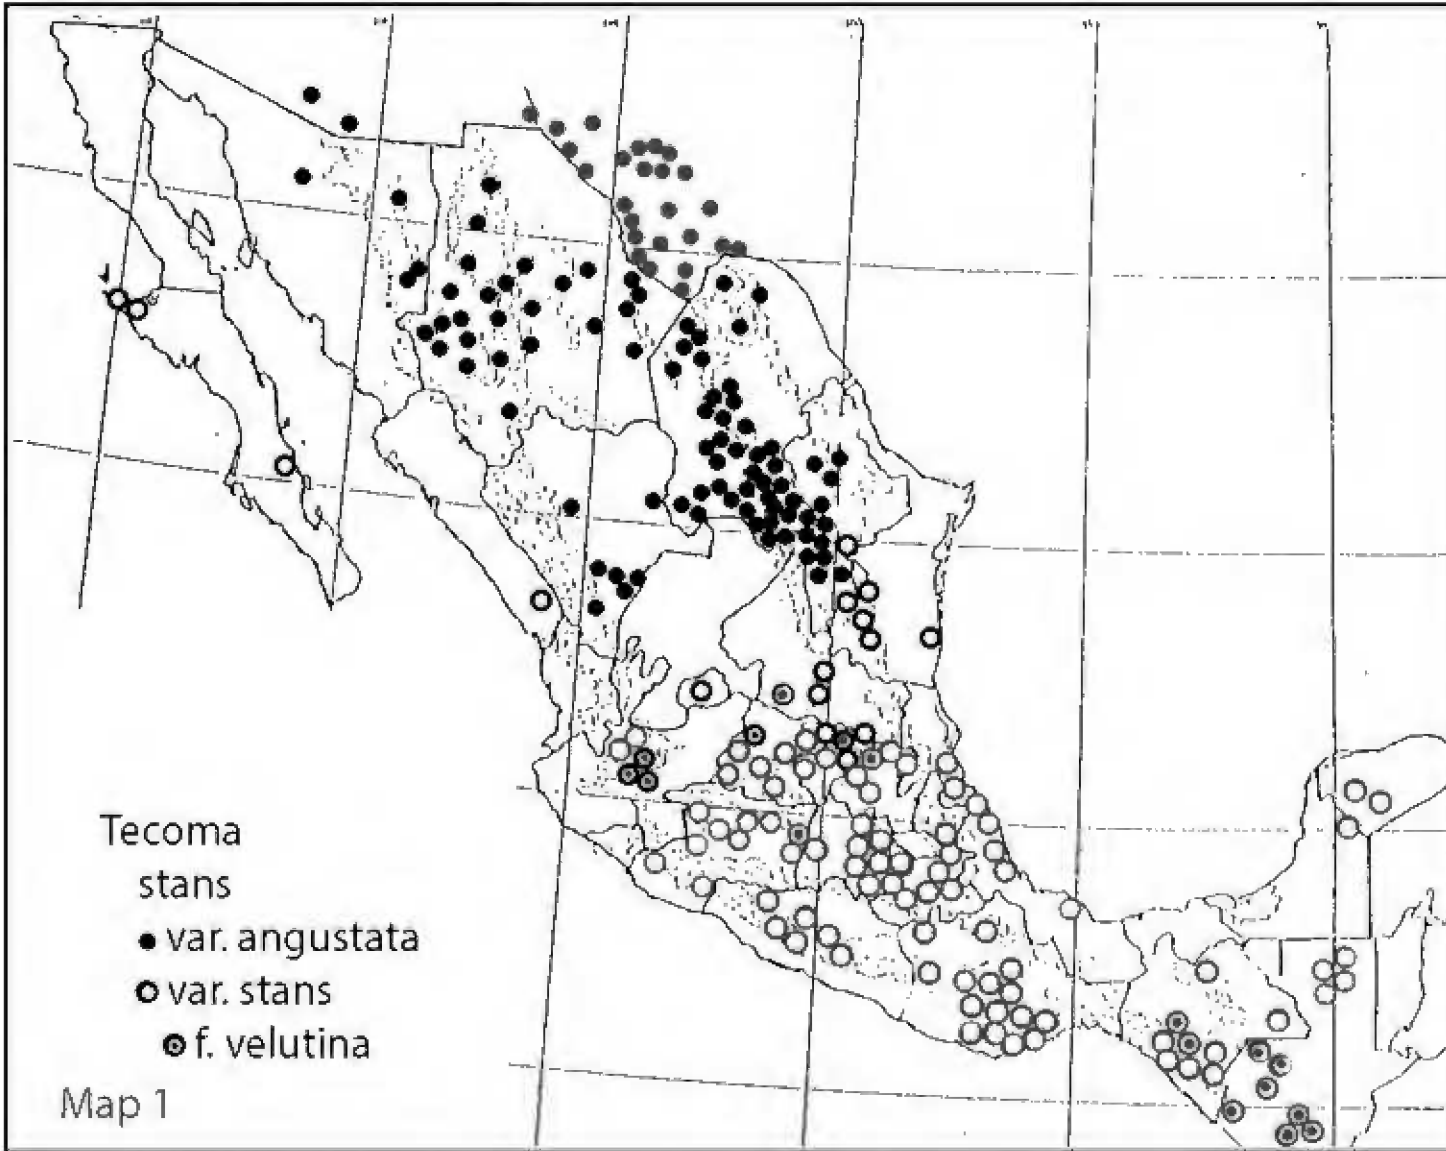 Tecoma
stans
var. angustata
var. stans
f. velutina
Map 1